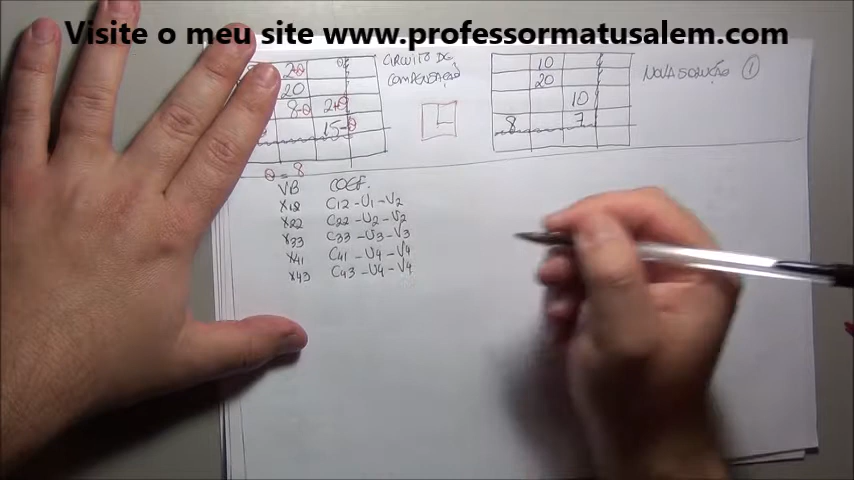 Visite o meu site www.professormatusalem.com
20
20
8-θ 2+θ
15-θ
θ = 8
CIRCUITO DE
COMPENSAÇÃO
10
20
10
8 7
NOVA SOLUÇÃO 1
VB COEF.
X12 C12 - U1 - V2
X22 C22 - U2 - V2
X33 C33 - U3 - V3
X41 C41 - U4 - V4
X43 C43 - U4 - V4